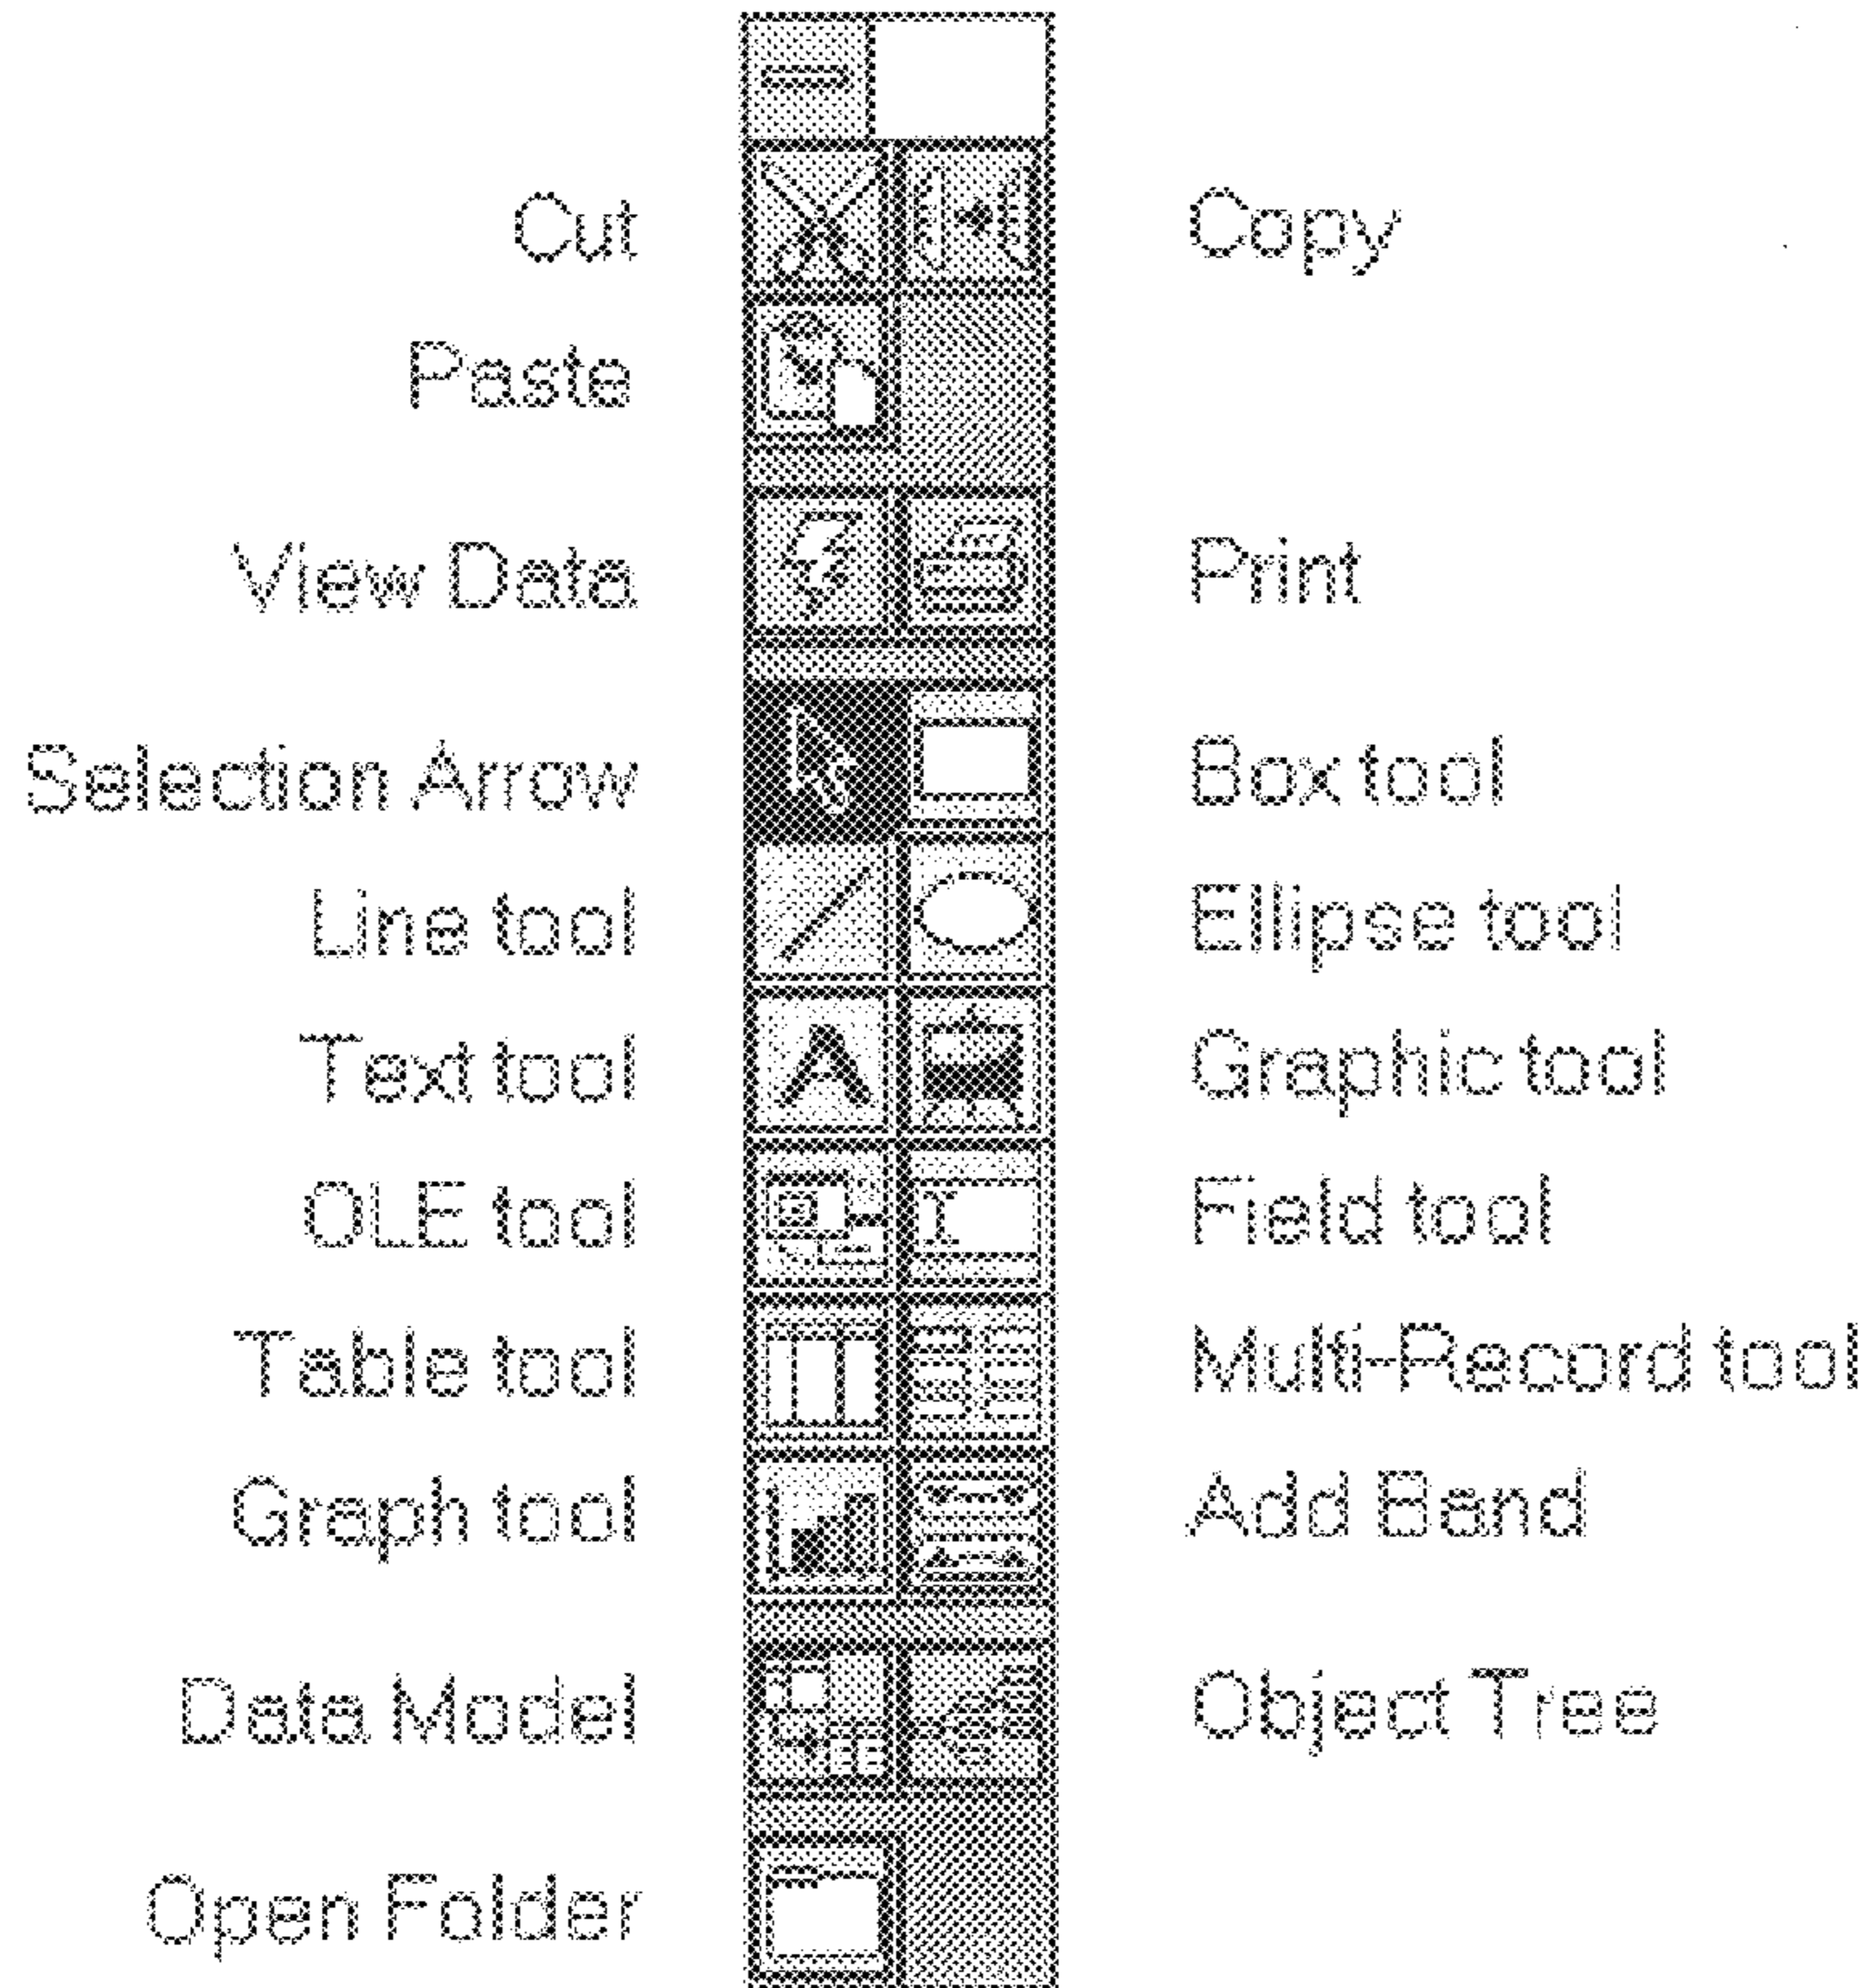 Cut Copy
Paste
View Data Print
Selection Arrow Box tool
Line tool Ellipse tool
Text tool Graphic tool
OLE tool Field tool
Table tool Multi-Record tool
Graph tool Add Band
Data Model Object Tree
Open Folder